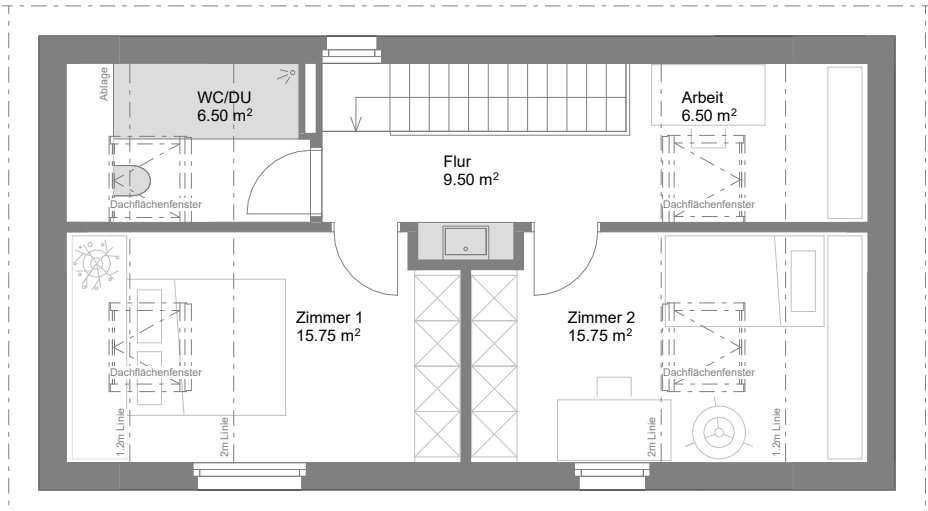 Ablage
WC/DU
6.50 m²
Arbeit
6.50 m²
Flur
9.50 m²
Dachflächenfenster
Dachflächenfenster
Zimmer 1
15.75 m²
Zimmer 2
15.75 m²
Dachflächenfenster
Dachflächenfenster
1.2m Linie
2m Linie
2m Linie
1.2m Linie